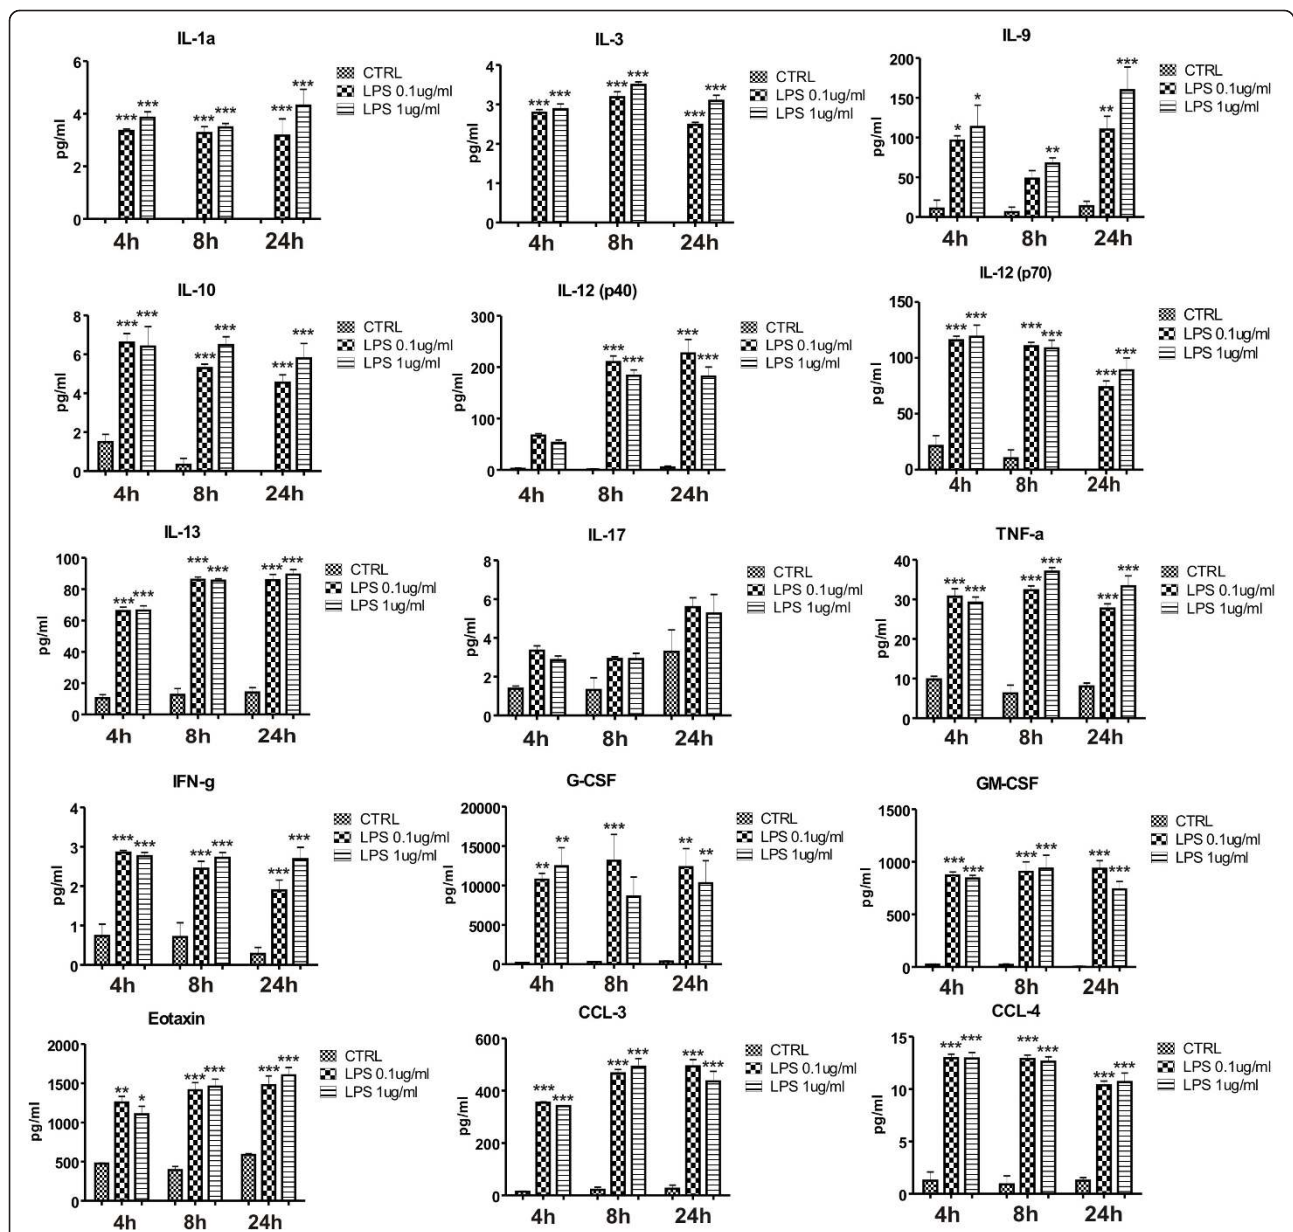 IL-1a
6
4
2
0
pg/ml
*** *** *** *** *** ***
4h 8h 24h
CTRL
LPS 0.1ug/ml
LPS 1ug/ml
IL-3
4
3
2
1
0
pg/ml
*** *** *** *** *** ***
4h 8h 24h
CTRL
LPS 0.1ug/ml
LPS 1ug/ml
IL-9
200
150
100
50
0
pg/ml
* * ** ** ***
4h 8h 24h
CTRL
LPS 0.1ug/ml
LPS 1ug/ml
IL-10
8
6
4
2
0
pg/ml
*** *** *** *** *** ***
4h 8h 24h
CTRL
LPS 0.1ug/ml
LPS 1ug/ml
IL-12 (p40)
300
200
100
0
pg/ml
*** *** *** ***
4h 8h 24h
CTRL
LPS 0.1ug/ml
LPS 1ug/ml
IL-12 (p70)
150
100
50
0
pg/ml
*** *** *** *** *** ***
4h 8h 24h
CTRL
LPS 0.1ug/ml
LPS 1ug/ml
IL-13
100
80
60
40
20
0
pg/ml
*** *** *** *** *** ***
4h 8h 24h
CTRL
LPS 0.1ug/ml
LPS 1ug/ml
IL-17
8
6
4
2
0
pg/ml
4h 8h 24h
CTRL
LPS 0.1ug/ml
LPS 1ug/ml
TNF-a
40
30
20
10
0
pg/ml
*** *** *** *** *** ***
4h 8h 24h
CTRL
LPS 0.1ug/ml
LPS 1ug/ml
IFN-g
4
3
2
1
0
pg/ml
*** *** *** *** *** ***
4h 8h 24h
CTRL
LPS 0.1ug/ml
LPS 1ug/ml
G-CSF
20000
15000
10000
5000
0
pg/ml
** ** *** ** **
4h 8h 24h
CTRL
LPS 0.1ug/ml
LPS 1ug/ml
GM-CSF
1500
1000
500
0
pg/ml
*** *** *** *** *** ***
4h 8h 24h
CTRL
LPS 0.1ug/ml
LPS 1ug/ml
Eotaxin
2000
1500
1000
500
0
pg/ml
** * *** *** *** ***
4h 8h 24h
CTRL
LPS 0.1ug/ml
LPS 1ug/ml
CCL-3
600
400
200
0
pg/ml
*** *** *** *** *** ***
4h 8h 24h
CTRL
LPS 0.1ug/ml
LPS 1ug/ml
CCL-4
15
10
5
0
pg/ml
*** *** *** *** *** ***
4h 8h 24h
CTRL
LPS 0.1ug/ml
LPS 1ug/ml